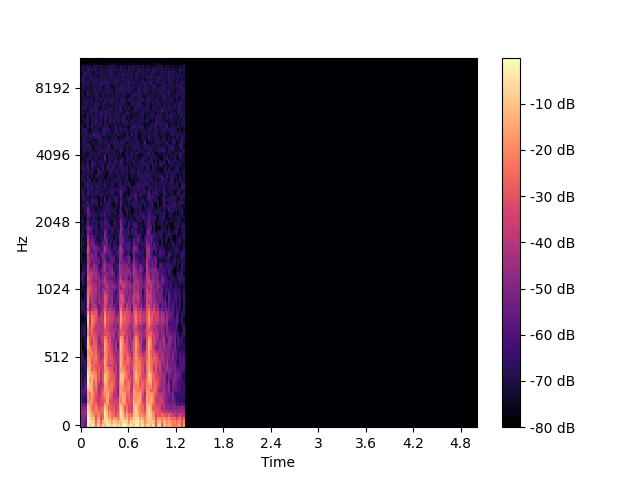 8192
4096
2048
1024
512
0
Hz
0 0.6 1.2 1.8 2.4 3 3.6 4.2 4.8
Time
-10 dB
-20 dB
-30 dB
-40 dB
-50 dB
-60 dB
-70 dB
-80 dB